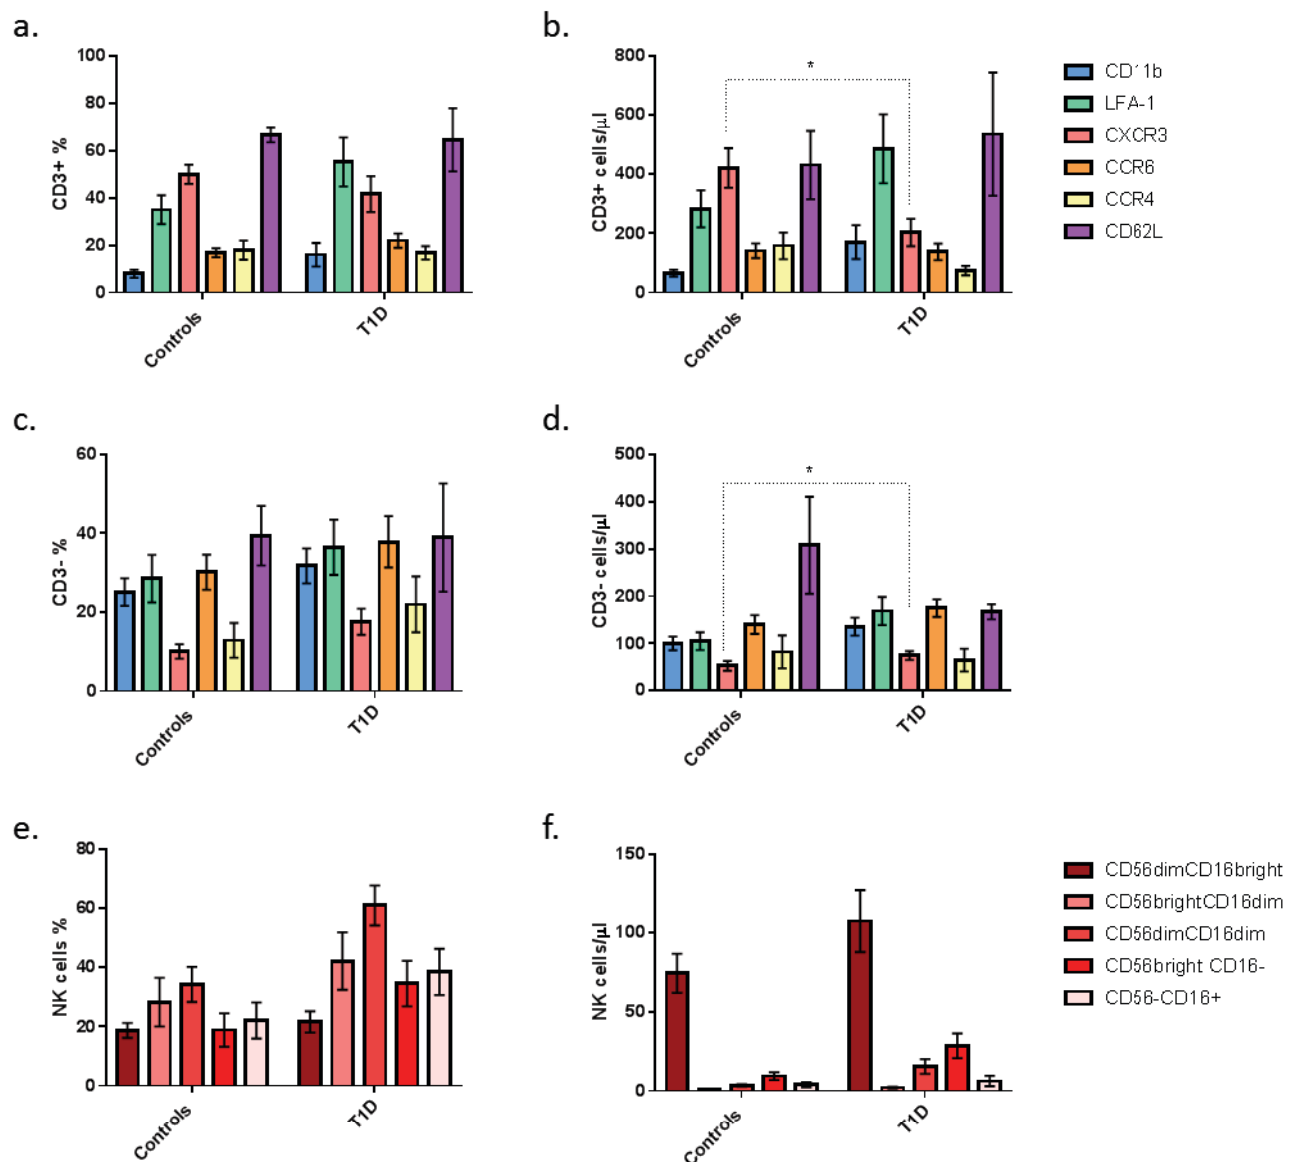 a.
CD3+ %
100
80
60
40
20
0
Controls
T1D
b.
CD3+ cells/µl
800
600
400
200
0
*
Controls
T1D
CD11b
LFA-1
CXCR3
CCR6
CCR4
CD62L
c.
CD3- %
60
40
20
0
Controls
T1D
d.
CD3- cells/µl
500
400
300
200
100
0
*
Controls
T1D
e.
NK cells %
80
60
40
20
0
Controls
T1D
f.
NK cells/µl
150
100
50
0
Controls
T1D
CD56dimCD16bright
CD56brightCD16dim
CD56dimCD16dim
CD56bright CD16-
CD56-CD16+